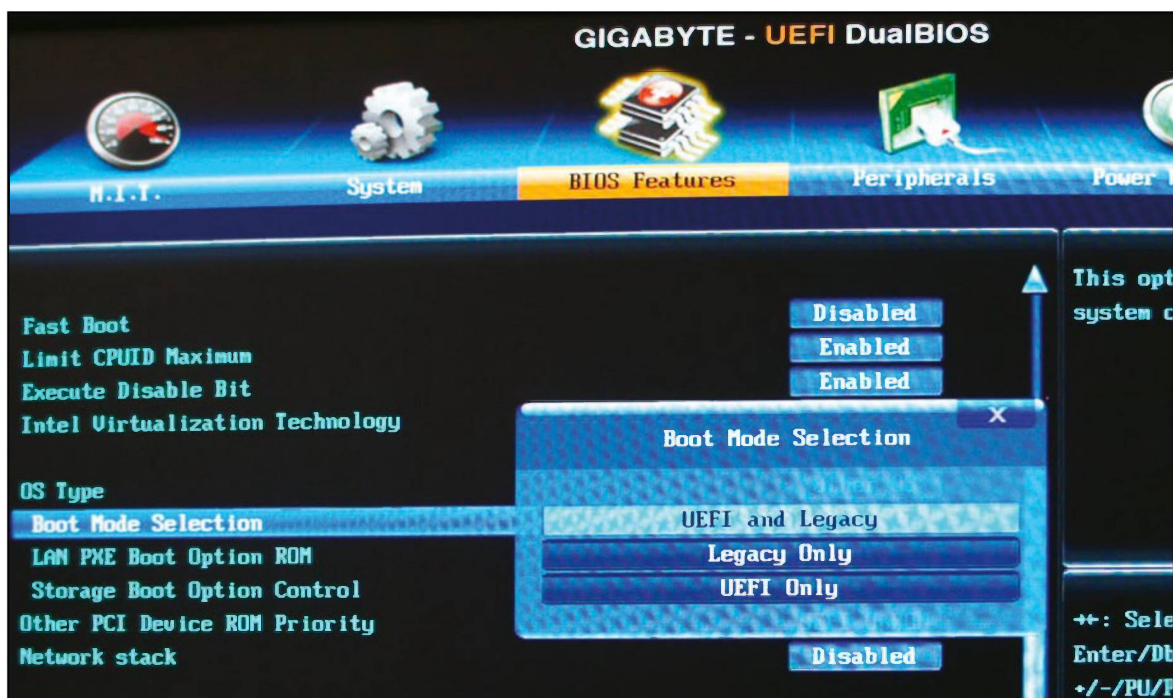 GIGABYTE - UEFI DualBIOS
M.I.T.
System
BIOS Features
Peripherals
Power
Fast Boot
Disabled
Limit CPUID Maximum
Enabled
Execute Disable Bit
Enabled
Intel Virtualization Technology
OS Type
Boot Mode Selection
LAN PXE Boot Option ROM
Storage Boot Option Control
Other PCI Device ROM Priority
Network stack
Disabled
Boot Mode Selection
X
UEFI and Legacy
Legacy Only
UEFI Only
This opt
system c
→←: Sele
Enter/Db
+/-/PU/